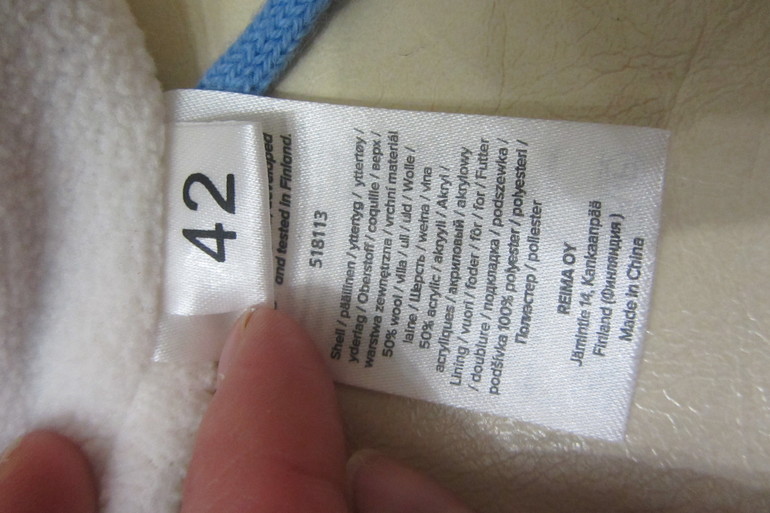 42
and tested in Finland.
518113
Shell / päällinen / yttertyg / yttertøy /
yderlag / Oberstoff / coquille / верх /
warstwa zewnętrzna / vrchní materiál
50% wool / villa / ull / uld / Wolle /
laine / Шерсть / wełna / vlna
50% acrylic / akryyli / Akryl /
acryliques / акриловый / akrylowy
Lining / vuori / foder / fôr / for / Futter
/ doublure / подкладка / podszewka /
podšívka 100% polyester / polyesteri /
Полиэстер / poliester
REIMA OY
Jämintie 14, Kankaanpää
Finland (Финляндия)
Made in China